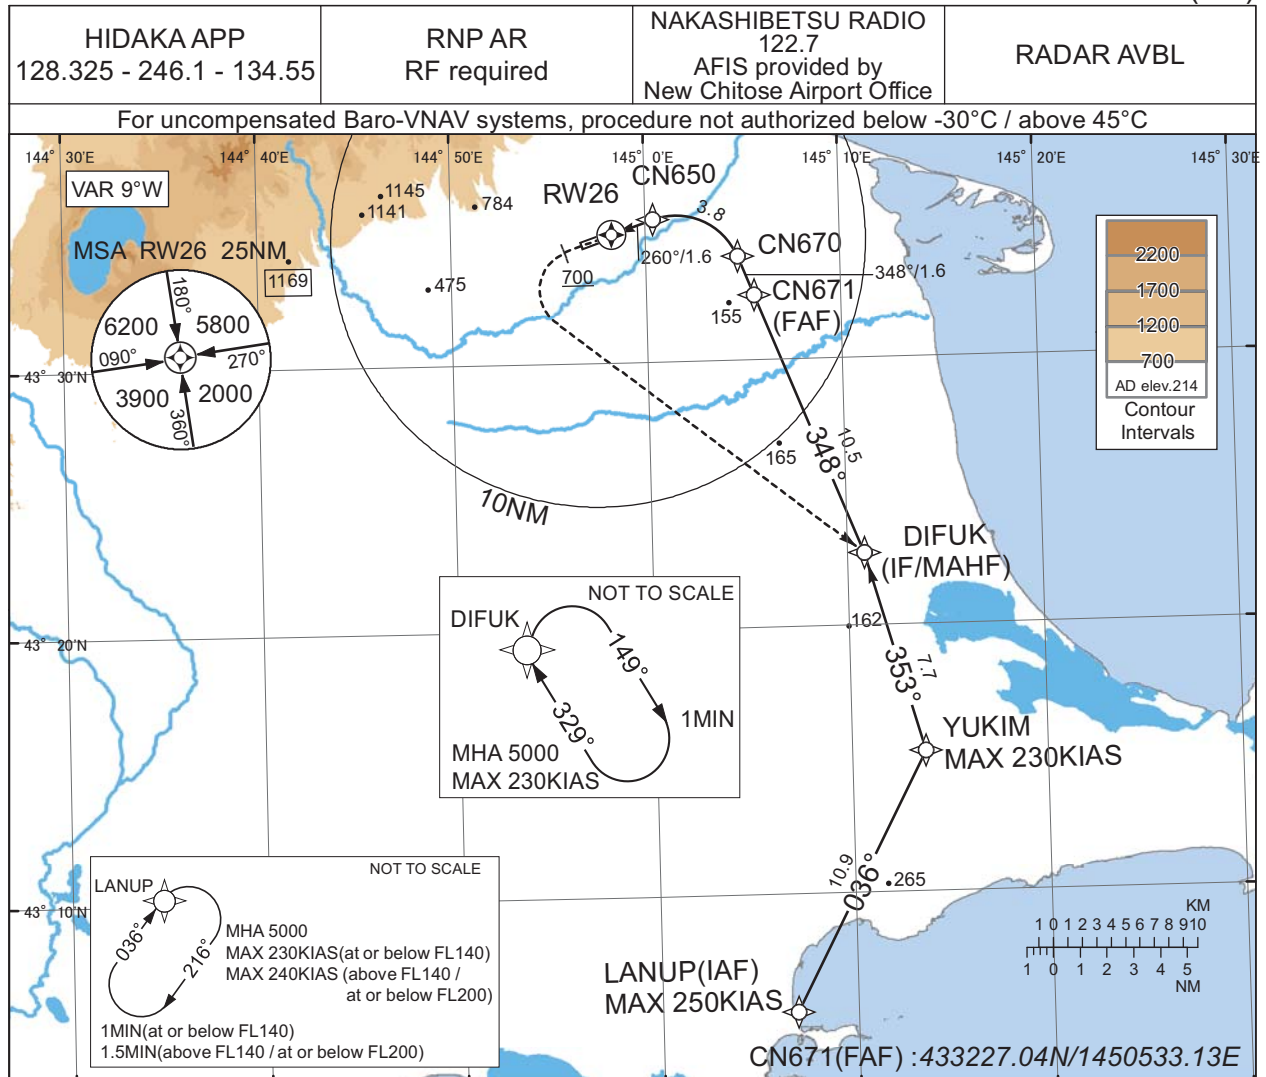 HIDAKA APP
128.325 - 246.1 - 134.55
RNP AR
RF required
NAKASHIBETSU RADIO
122.7
AFIS provided by
New Chitose Airport Office
RADAR AVBL
For uncompensated Baro-VNAV systems, procedure not authorized below -30°C / above 45°C
144° 30'E
144° 40'E
144° 50'E
145° 0'E
145° 10'E
145° 20'E
145° 30'E
VAR 9°W
1145
1141
784
RW26
CN650
3.8
CN670
260°/1.6
348°/1.6
CN671
(FAF)
155
700
475
MSA RW26 25NM
1169
180°
6200
5800
090°
270°
3900
2000
360°
2200
1700
1200
700
AD elev.214
Contour
Intervals
43° 30'N
10.5
348°
165
10NM
DIFUK
(IF/MAHF)
NOT TO SCALE
DIFUK
149°
329°
1MIN
MHA 5000
MAX 230KIAS
162
43° 20'N
7.7
353°
YUKIM
MAX 230KIAS
10.9
036°
265
NOT TO SCALE
LANUP
036°
216°
MHA 5000
MAX 230KIAS(at or below FL140)
MAX 240KIAS (above FL140 /
at or below FL200)
1MIN(at or below FL140)
1.5MIN(above FL140 / at or below FL200)
43° 10'N
KM
1 0 1 2 3 4 5 6 7 8 9 10
1 0 1 2 3 4 5
NM
LANUP(IAF)
MAX 250KIAS
CN671(FAF) :433227.04N/1450533.13E